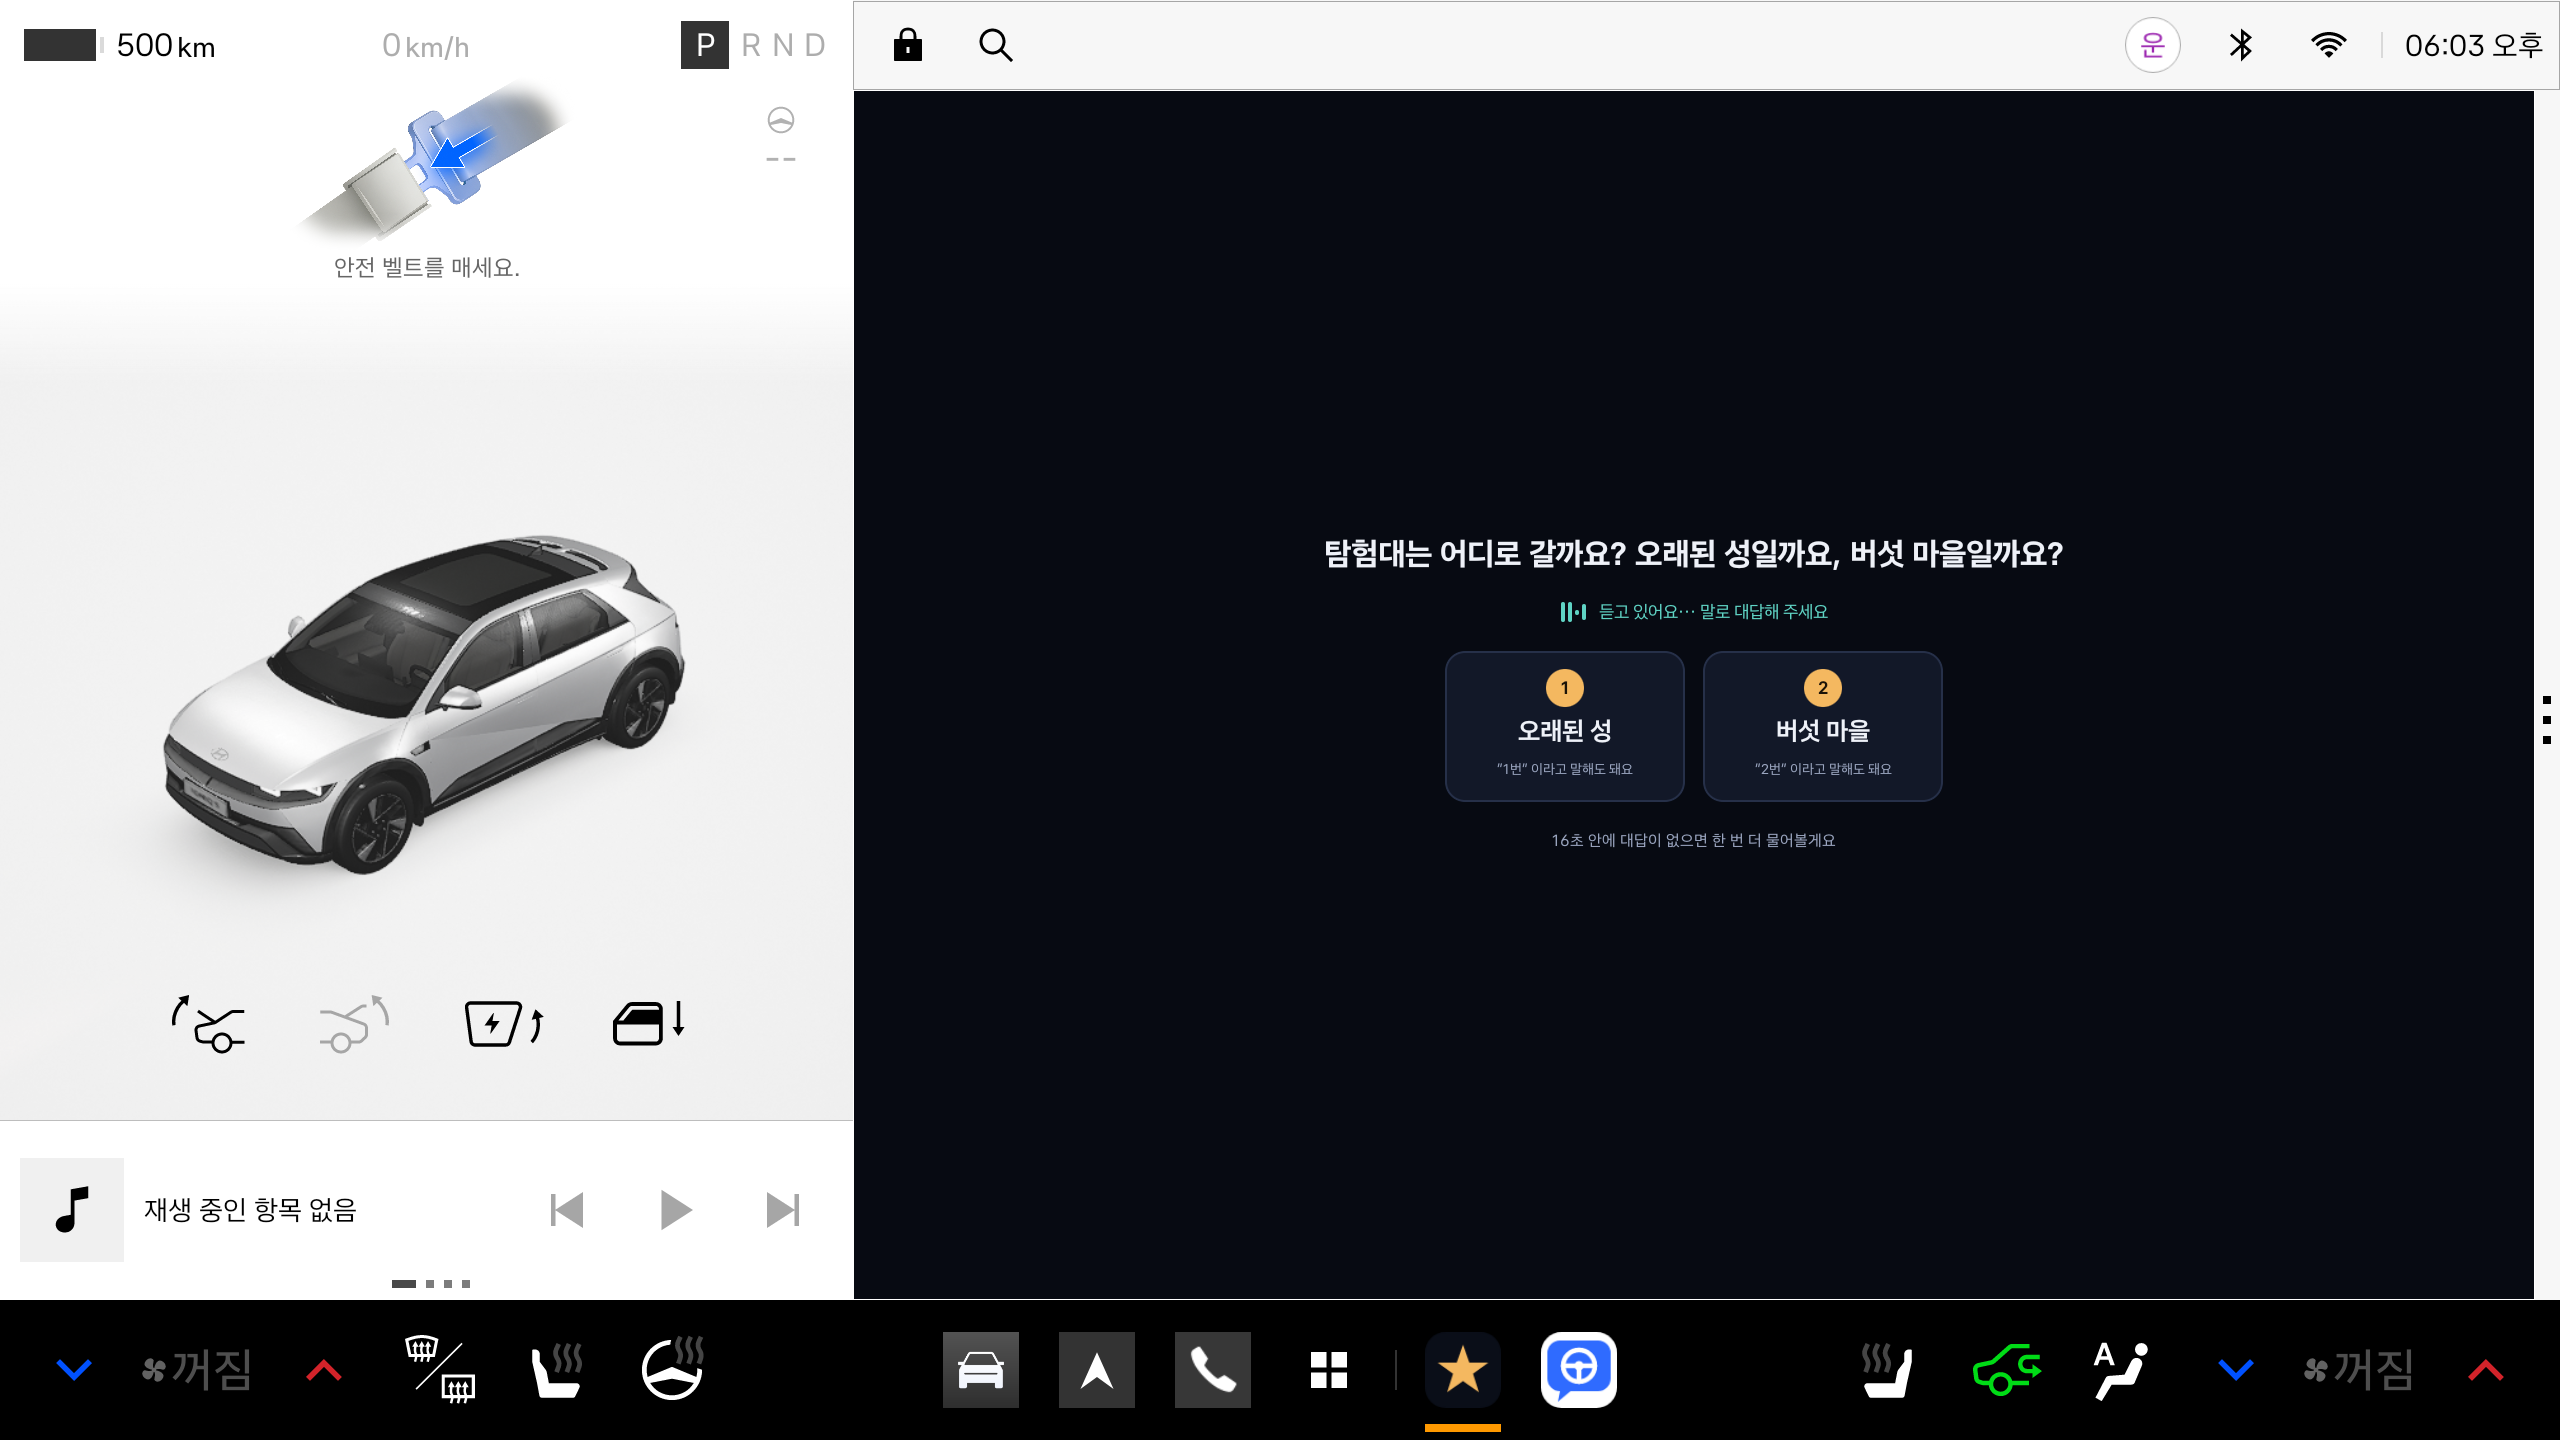 500 km
0 km/h
P R N D
운
06:03 오후
안전 벨트를 매세요.
탐험대는 어디로 갈까요? 오래된 성일까요, 버섯 마을일까요?
듣고 있어요… 말로 대답해 주세요
1
오래된 성
"1번" 이라고 말해도 돼요
2
버섯 마을
"2번" 이라고 말해도 돼요
16초 안에 대답이 없으면 한 번 더 물어볼게요
재생 중인 항목 없음
꺼짐
A
꺼짐